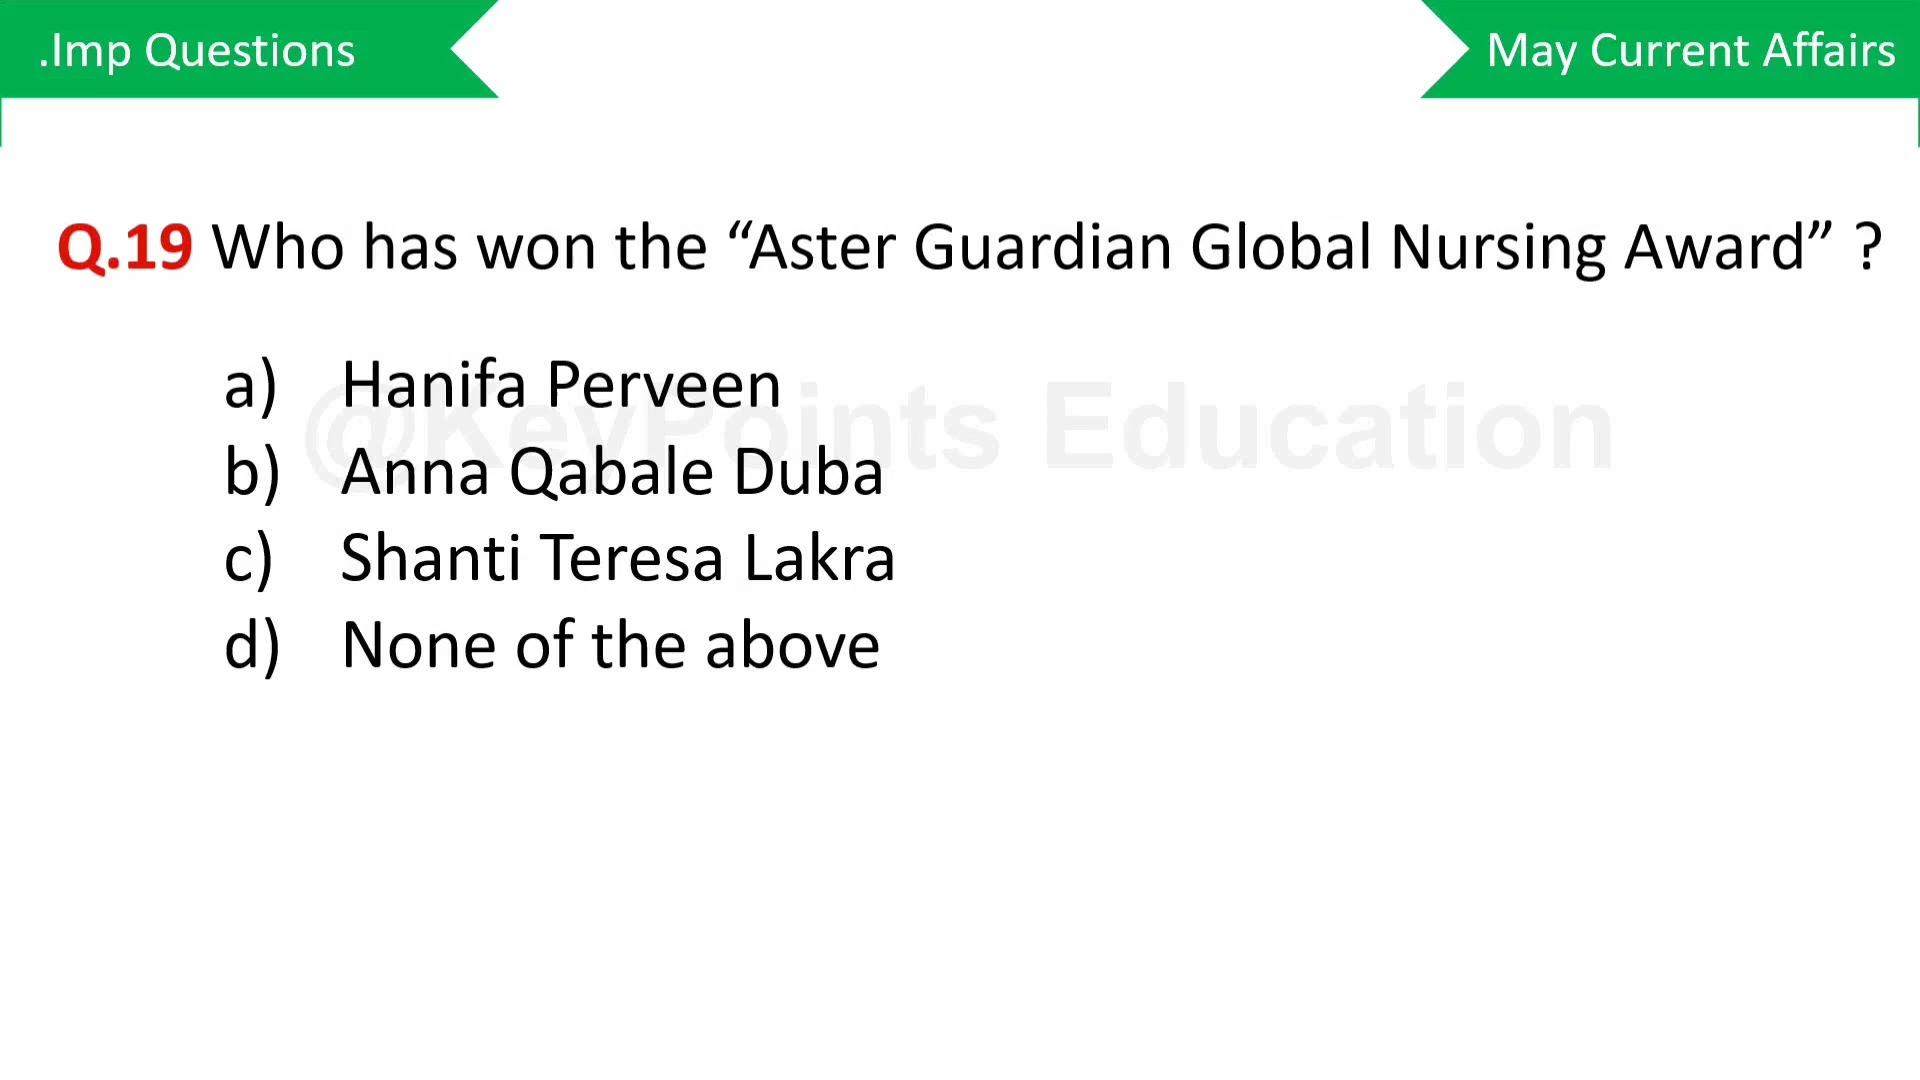 .Imp Questions
May Current Affairs
Q.19 Who has won the “Aster Guardian Global Nursing Award” ?
a) Hanifa Perveen
@KeyPoints Education
b) Anna Qabale Duba
c) Shanti Teresa Lakra
d) None of the above